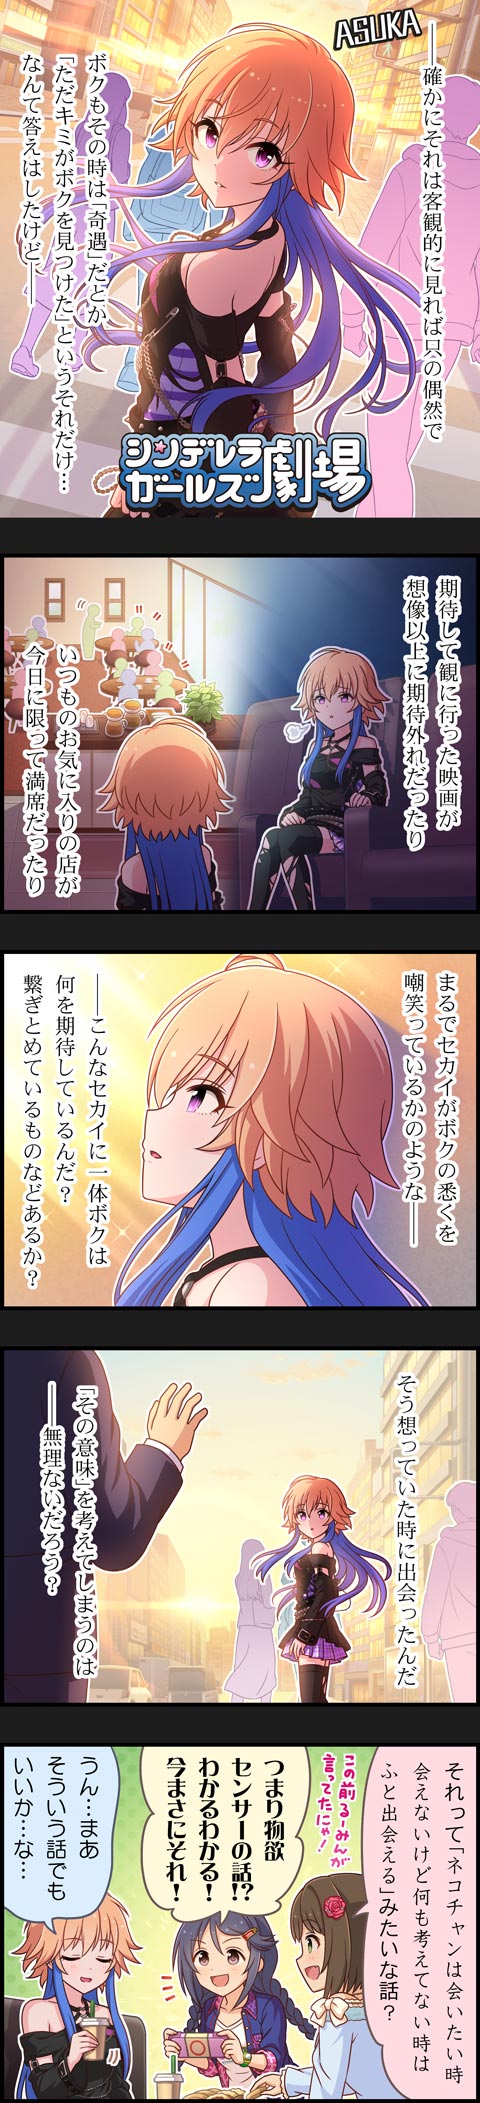 ASUKA
――確かにそれは客観的に見れば只の偶然で
ボクもその時は「奇遇」だとか
「ただキミがボクを見つけた」というそれだけ…
なんて答えはしたけど――
シンデレラ
ガールズ劇場
期待して観に行った映画が
想像以上に期待外れだったり
いつものお気に入りの店が
今日に限って満席だったり
まるでセカイがボクの悉くを
嘲笑っているかのような――
――こんなセカイに一体ボクは
何を期待しているんだ？
繋ぎとめているものなどあるか？
そう想っていた時に出会ったんだ
「その意味」を考えてしまうのは
――無理ないだろう？
それって「ネコチャンは会いたい時
会えないけど何も考えてない時は
ふと出会える」みたいな話？
この前るーみんが
言ってたにゃ！
つまり物欲
センサーの話！？
わかるわかる！
今まさにそれ！
うん…まあ
そういう話でも
いいか…な…